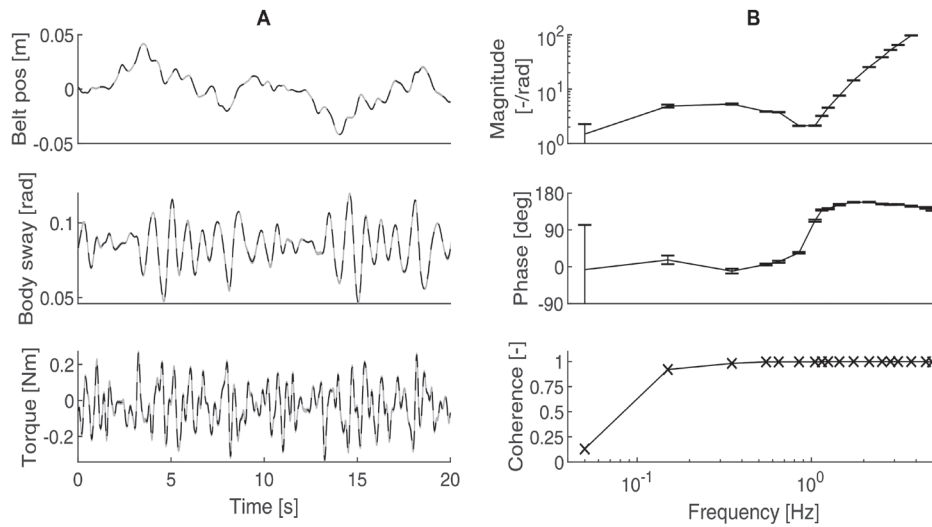 A
Belt pos [m]
0.05
0
-0.05
Body sway [rad]
0.1
0.05
Torque [Nm]
0.2
0
-0.2
0 5 10 15 20
Time [s]
B
Magnitude
[-/rad]
10²
10¹
10⁰
Phase [deg]
180
90
0
-90
Coherence [-]
1
0.75
0.5
0.25
0
10⁻¹ 10⁰
Frequency [Hz]